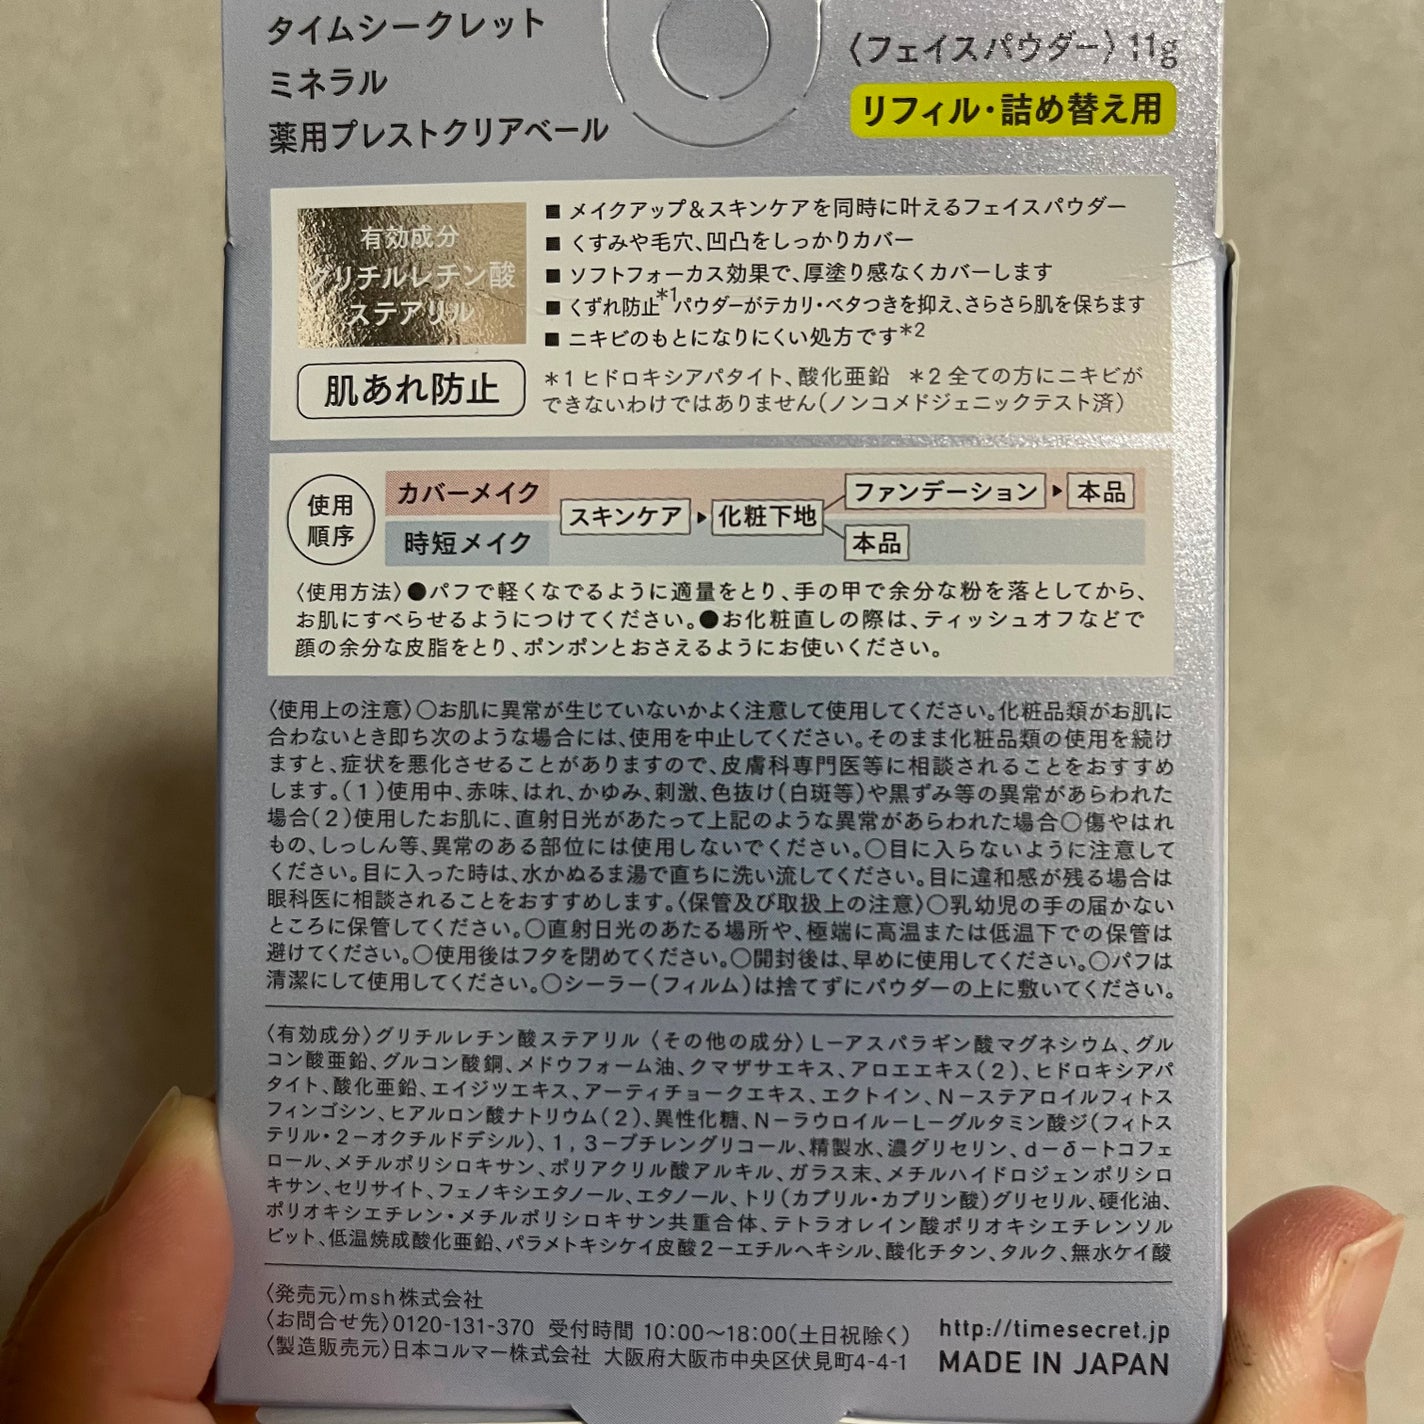 タイムシークレット
ミネラル
薬用プレストクリアベール
〈フェイスパウダー〉11g
リフィル・詰め替え用
有効成分
グリチルレチン酸
ステアリル
肌あれ防止
■ メイクアップ＆スキンケアを同時に叶えるフェイスパウダー
■ くすみや毛穴、凹凸をしっかりカバー
■ ソフトフォーカス効果で、厚塗り感なくカバーします
■ くずれ防止*1パウダーがテカリ・ベタつきを抑え、さらさら肌を保ちます
■ ニキビのもとになりにくい処方です*2
＊1 ヒドロキシアパタイト、酸化亜鉛 ＊2 全ての方にニキビが
できないわけではありません（ノンコメドジェニックテスト済）
使用
順序
カバーメイク
時短メイク
スキンケア
化粧下地
ファンデーション
本品
本品
〈使用方法〉●パフで軽くなでるように適量をとり、手の甲で余分な粉を落としてから、
お肌にすべらせるようにつけてください。●お化粧直しの際は、ティッシュオフなどで
顔の余分な皮脂をとり、ポンポンとおさえるようにお使いください。
〈使用上の注意〉○お肌に異常が生じていないかよく注意して使用してください。化粧品類がお肌に
合わないとき即ち次のような場合には、使用を中止してください。そのまま化粧品類の使用を続け
ますと、症状を悪化させることがありますので、皮膚科専門医等に相談されることをおすすめ
します。（1）使用中、赤味、はれ、かゆみ、刺激、色抜け（白斑等）や黒ずみ等の異常があらわれた
場合（2）使用したお肌に、直射日光があたって上記のような異常があらわれた場合○傷やはれ
もの、しっしん等、異常のある部位には使用しないでください。○目に入らないように注意して
ください。目に入った時は、水かぬるま湯で直ちに洗い流してください。目に違和感が残る場合は
眼科医に相談されることをおすすめします。〈保管及び取扱上の注意〉○乳幼児の手の届かない
ところに保管してください。○直射日光のあたる場所や、極端に高温または低温下での保管は
避けてください。○使用後はフタを閉めてください。○開封後は、早めに使用してください。○パフは
清潔にして使用してください。○シーラー（フィルム）は捨てずにパウダーの上に敷いてください。
〈有効成分〉グリチルレチン酸ステアリル〈その他の成分〉L－アスパラギン酸マグネシウム、グル
コン酸亜鉛、グルコン酸銅、メドウフォーム油、クマザサエキス、アロエエキス（2）、ヒドロキシアパ
タイト、酸化亜鉛、エイジツエキス、アーティチョークエキス、エクトイン、N－ステアロイルフィトス
フィンゴシン、ヒアルロン酸ナトリウム（2）、異性化糖、N－ラウロイル－L－グルタミン酸ジ（フィトス
テリル・2－オクチルドデシル）、1，3－ブチレングリコール、精製水、濃グリセリン、d－δ－トコフェ
ロール、メチルポリシロキサン、ポリアクリル酸アルキル、ガラス末、メチルハイドロジェンポリシロ
キサン、セリサイト、フェノキシエタノール、エタノール、トリ（カプリル・カプリン酸）グリセリル、硬化油、
ポリオキシエチレン・メチルポリシロキサン共重合体、テトラオレイン酸ポリオキシエチレンソル
ビット、低温焼成酸化亜鉛、パラメトキシケイ皮酸2－エチルヘキシル、酸化チタン、タルク、無水ケイ酸
〈発売元〉msh株式会社
〈お問合せ先〉0120-131-370 受付時間 10:00～18:00（土日祝除く）
〈製造販売元〉日本コルマー株式会社 大阪府大阪市中央区伏見町4-4-1
http://timesecret.jp
MADE IN JAPAN